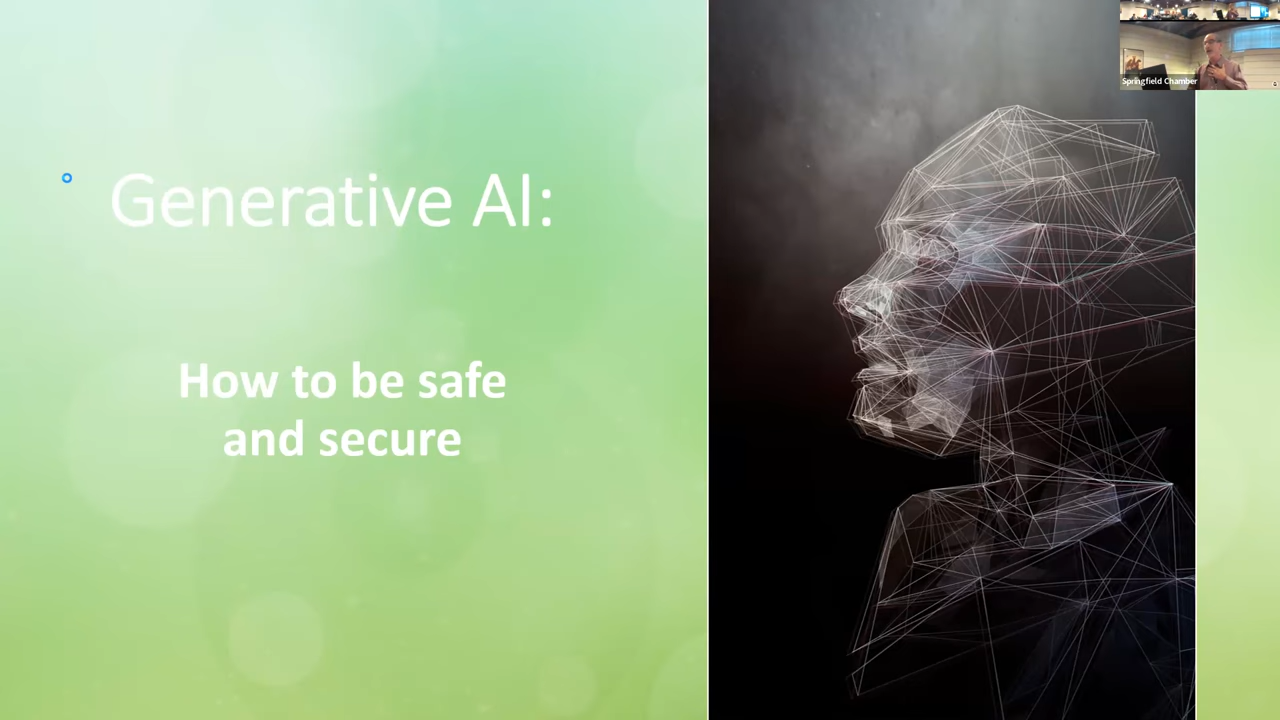 Springfield Chamber
Generative AI:
How to be safe
and secure